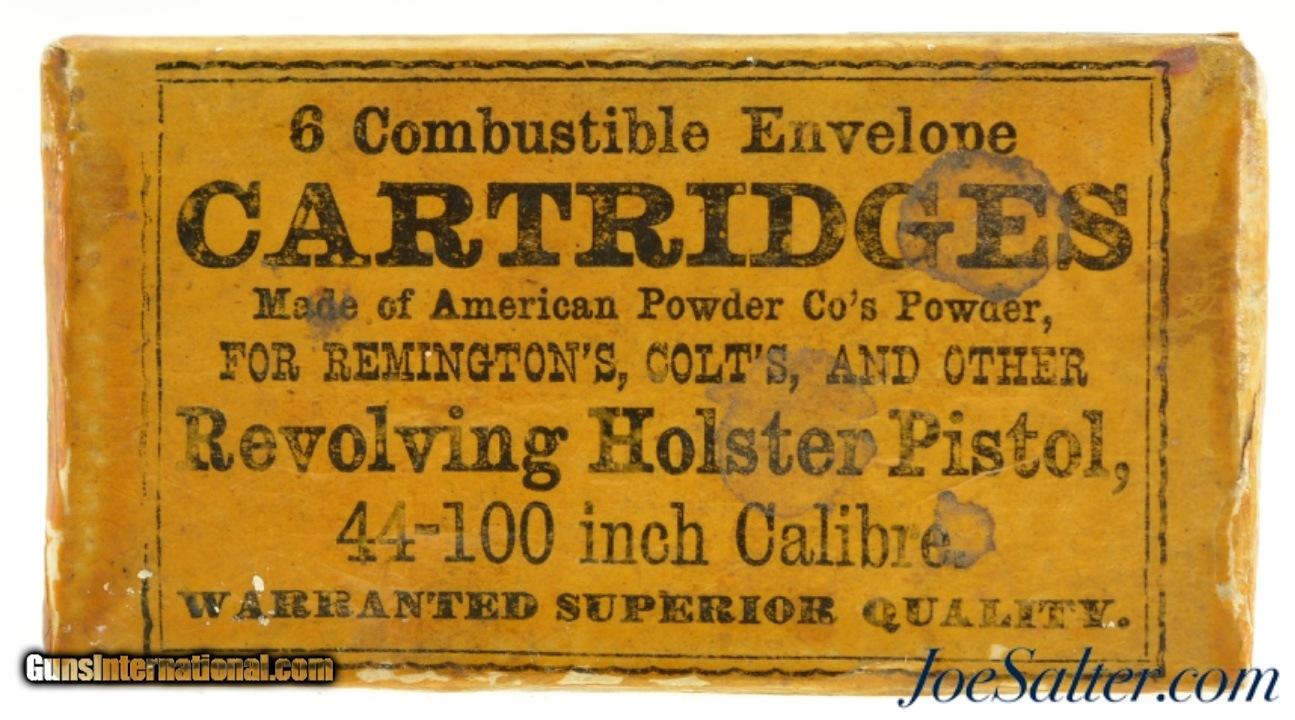 6 Combustible Envelope
CARTRIDGES
Made of American Powder Co's Powder,
FOR REMINGTON'S, COLT'S, AND OTHER
Revolving Holster Pistol,
44-100 inch Calibre.
WARRANTED SUPERIOR QUALITY.
GunsInternational.com
JoeSalter.com